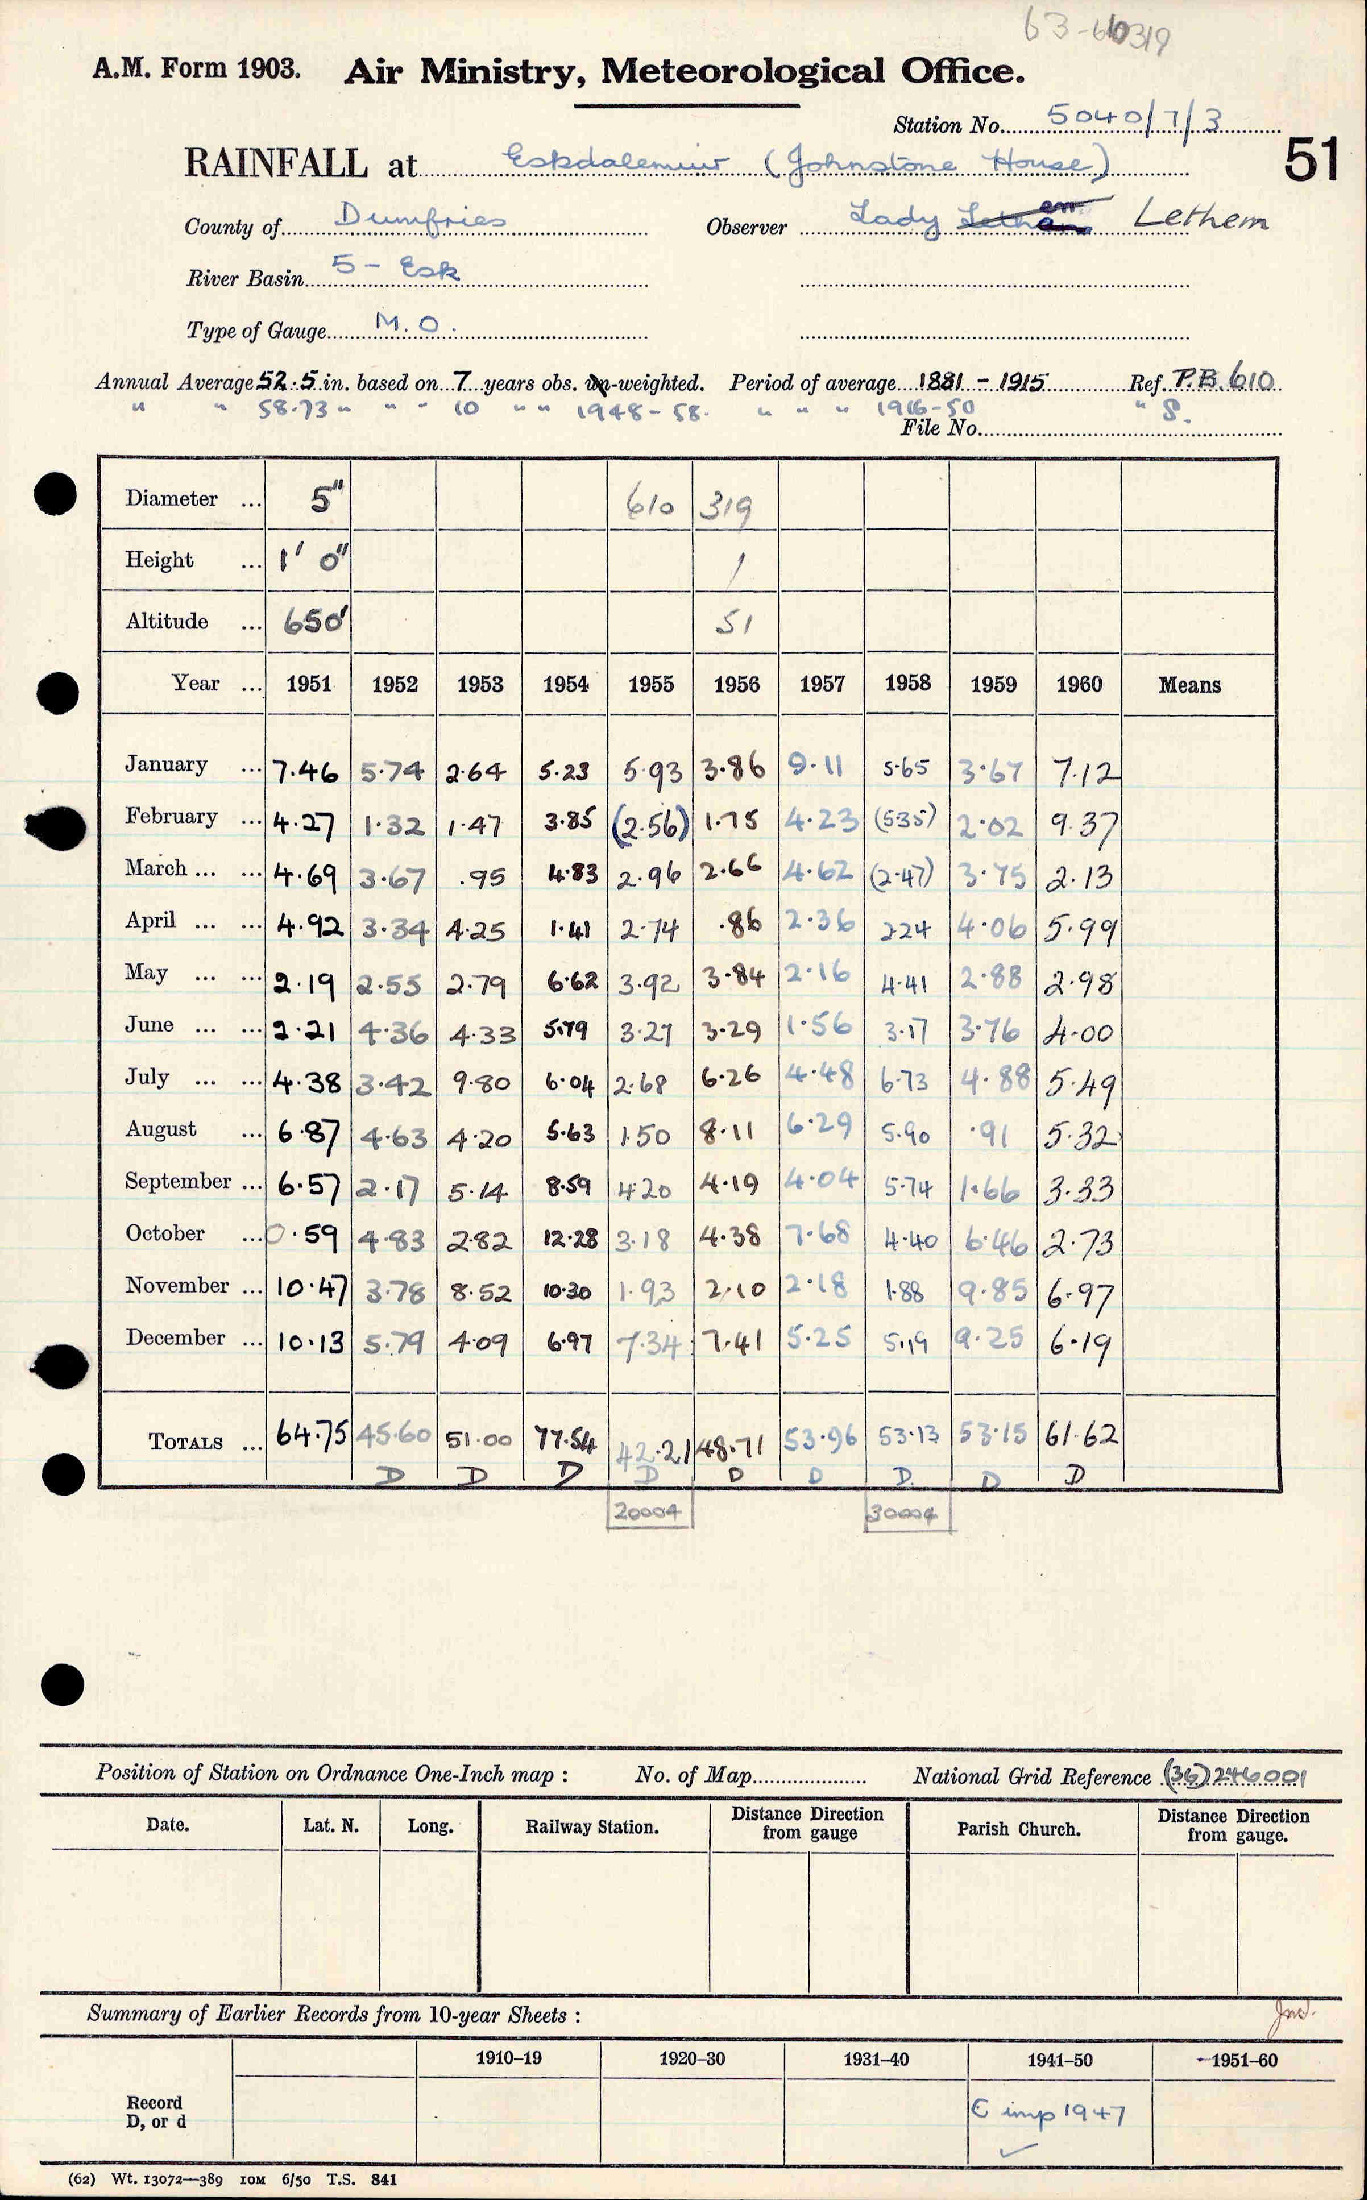 63-610319
A.M. Form 1903. Air Ministry, Meteorological Office.
Station No. 5040/7/3
RAINFALL at Eskdalemuir (Johnstone House) 51
County of Dumfries Observer Lady Lethem
River Basin 5 - Esk
Type of Gauge M.O.
Annual Average 52.5 in. based on 7 years obs. un-weighted. Period of average 1881 - 1915 Ref. P.B. 610
" " 58.73 " " " 10 " " 1948-58. " " " 1916-50 " 8.
File No.
Diameter ... 5" 610 319
Height ... 1' 0" 1
Altitude ... 650' 51
Year ... 1951 1952 1953 1954 1955 1956 1957 1958 1959 1960 Means
January ... 7.46 5.74 2.64 5.23 5.93 3.86 9.11 5.65 3.67 7.12
February ... 4.27 1.32 1.47 3.85 (2.56) 1.75 4.23 (5.35) 2.02 9.37
March ... ... 4.69 3.67 .95 4.83 2.96 2.66 4.62 (2.47) 3.75 2.13
April ... ... 4.92 3.34 4.25 1.41 2.74 .86 2.36 2.24 4.06 5.99
May ... ... 2.19 2.55 2.79 6.62 3.92 3.84 2.16 4.41 2.88 2.98
June ... ... 2.21 4.36 4.33 5.79 3.27 3.29 1.56 3.17 3.76 4.00
July ... ... 4.38 3.42 9.80 6.04 2.68 6.26 4.48 6.73 4.88 5.49
August ... 6.87 4.63 4.20 5.63 1.50 8.11 6.29 5.90 .91 5.32
September ... 6.57 2.17 5.14 8.59 4.20 4.19 4.04 5.74 1.66 3.33
October ... 0.59 4.83 2.82 12.28 3.18 4.38 7.68 4.40 6.46 2.73
November ... 10.47 3.78 8.52 10.30 1.93 2.10 2.18 1.88 9.85 6.97
December ... 10.13 5.79 4.09 6.97 7.34 7.41 5.25 5.19 9.25 6.19
TOTALS ... 64.75 45.60 51.00 77.54 42.21 48.71 53.96 53.13 53.15 61.62
D D D D D D D. D D
20004 30004
Position of Station on Ordnance One-Inch map : No. of Map National Grid Reference (36) 246001
Date. Lat. N. Long. Railway Station. Distance Direction from gauge Parish Church. Distance Direction from gauge.
Summary of Earlier Records from 10-year Sheets :
1910-19 1920-30 1931-40 1941-50 1951-60
Record
D, or d
C imp 1947
(62) Wt. 13072—389 10M 6/50 T.S. 841